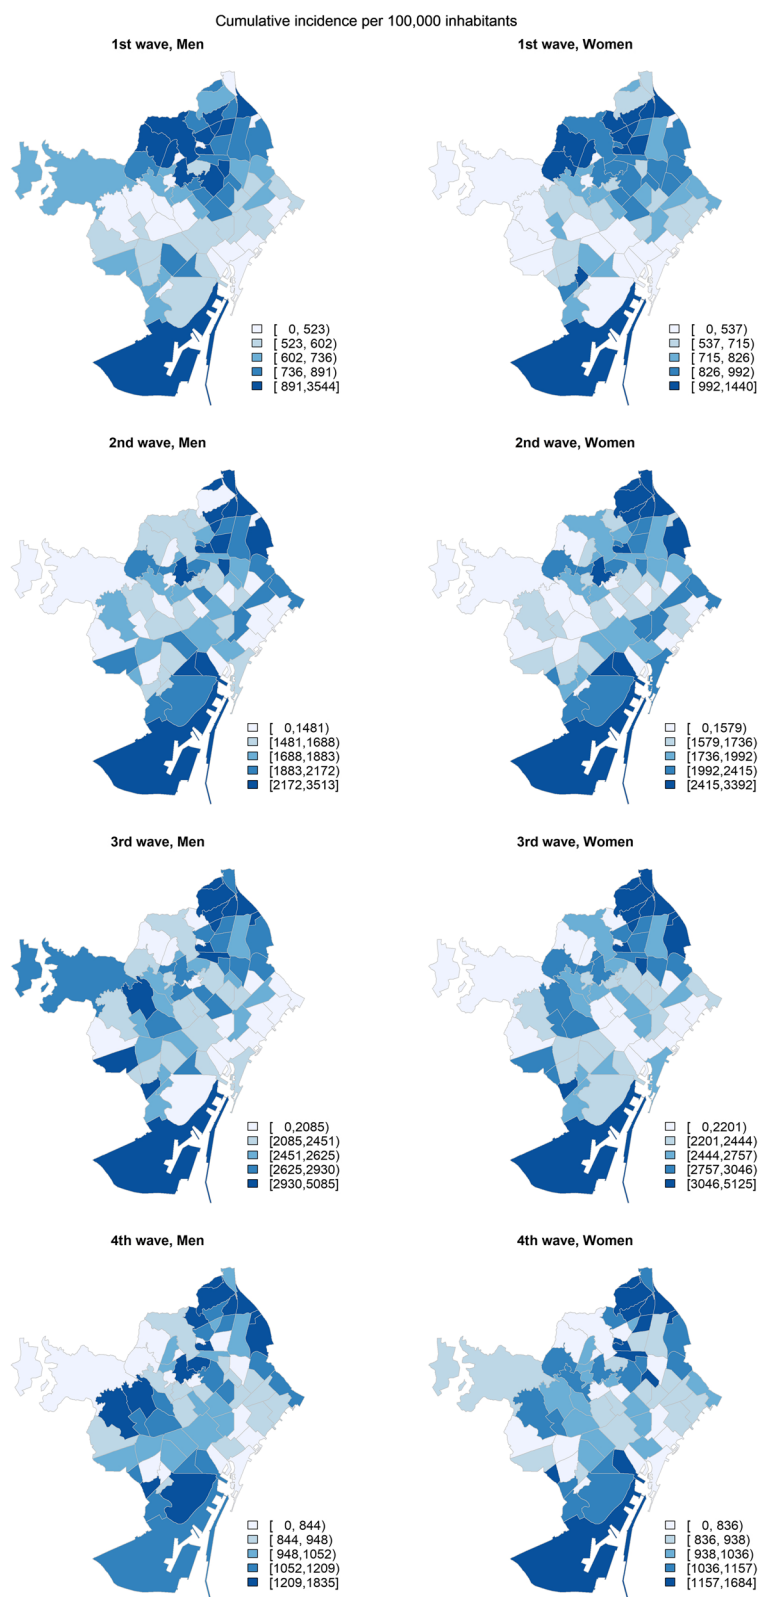 Cumulative incidence per 100,000 inhabitants
1st wave, Men
[ 0, 523)
[ 523, 602)
[ 602, 736)
[ 736, 891)
[ 891,3544]
1st wave, Women
[ 0, 537)
[ 537, 715)
[ 715, 826)
[ 826, 992)
[ 992,1440]
2nd wave, Men
[ 0,1481)
[1481,1688)
[1688,1883)
[1883,2172)
[2172,3513]
2nd wave, Women
[ 0,1579)
[1579,1736)
[1736,1992)
[1992,2415)
[2415,3392]
3rd wave, Men
[ 0,2085)
[2085,2451)
[2451,2625)
[2625,2930)
[2930,5085]
3rd wave, Women
[ 0,2201)
[2201,2444)
[2444,2757)
[2757,3046)
[3046,5125]
4th wave, Men
[ 0, 844)
[ 844, 948)
[ 948,1052)
[1052,1209)
[1209,1835]
4th wave, Women
[ 0, 836)
[ 836, 938)
[ 938,1036)
[1036,1157)
[1157,1684]